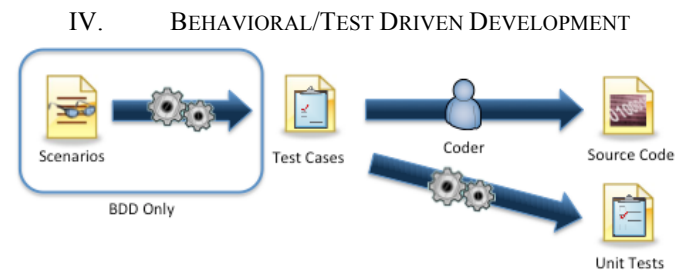 IV. BEHAVIORAL/TEST DRIVEN DEVELOPMENT
Scenarios
Test Cases
Coder
Source Code
BDD Only
Unit Tests